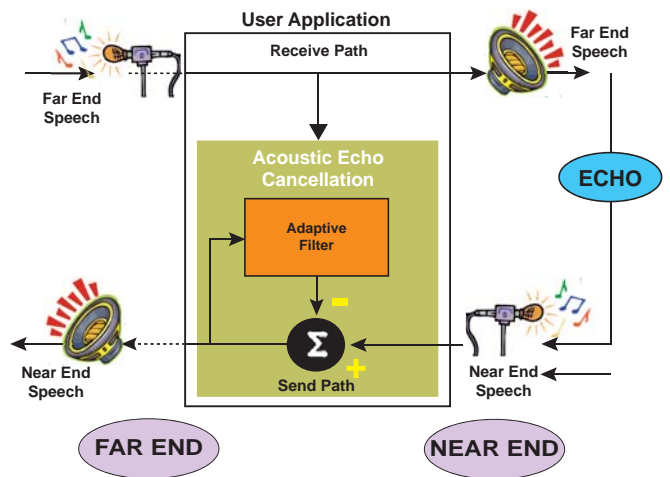 User Application
Receive Path
Far End
Speech
Far End
Speech
Acoustic Echo
Cancellation
ECHO
Adaptive
Filter
-
Σ
+
Send Path
Near End
Speech
Near End
Speech
FAR END
NEAR END